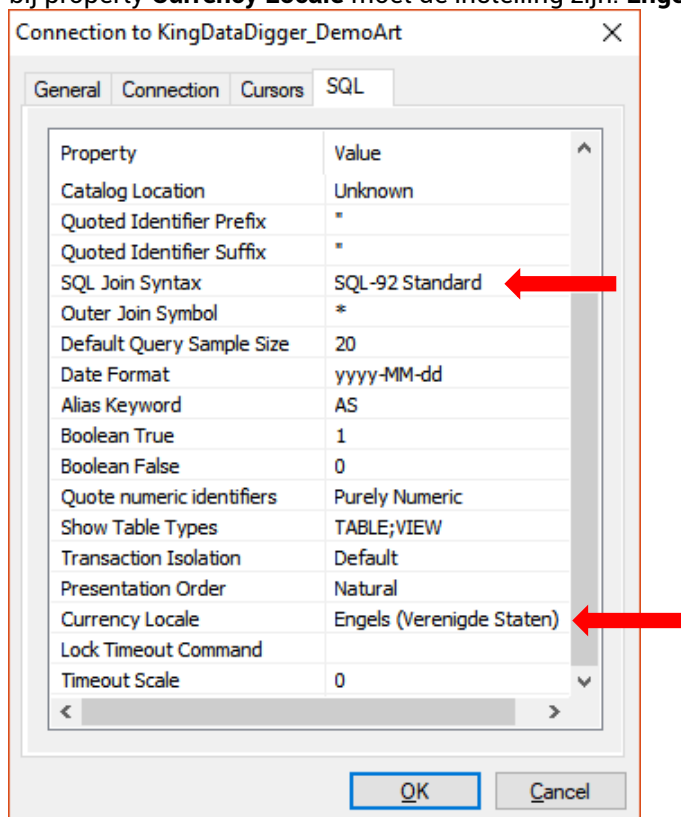 bij property Currency Locale moet de instelling zijn: Enge
Connection to KingDataDigger_DemoArt
General Connection Cursors SQL
Property Value
Catalog Location Unknown
Quoted Identifier Prefix "
Quoted Identifier Suffix "
SQL Join Syntax SQL-92 Standard
Outer Join Symbol *
Default Query Sample Size 20
Date Format yyyy-MM-dd
Alias Keyword AS
Boolean True 1
Boolean False 0
Quote numeric identifiers Purely Numeric
Show Table Types TABLE;VIEW
Transaction Isolation Default
Presentation Order Natural
Currency Locale Engels (Verenigde Staten)
Lock Timeout Command
Timeout Scale 0
OK Cancel